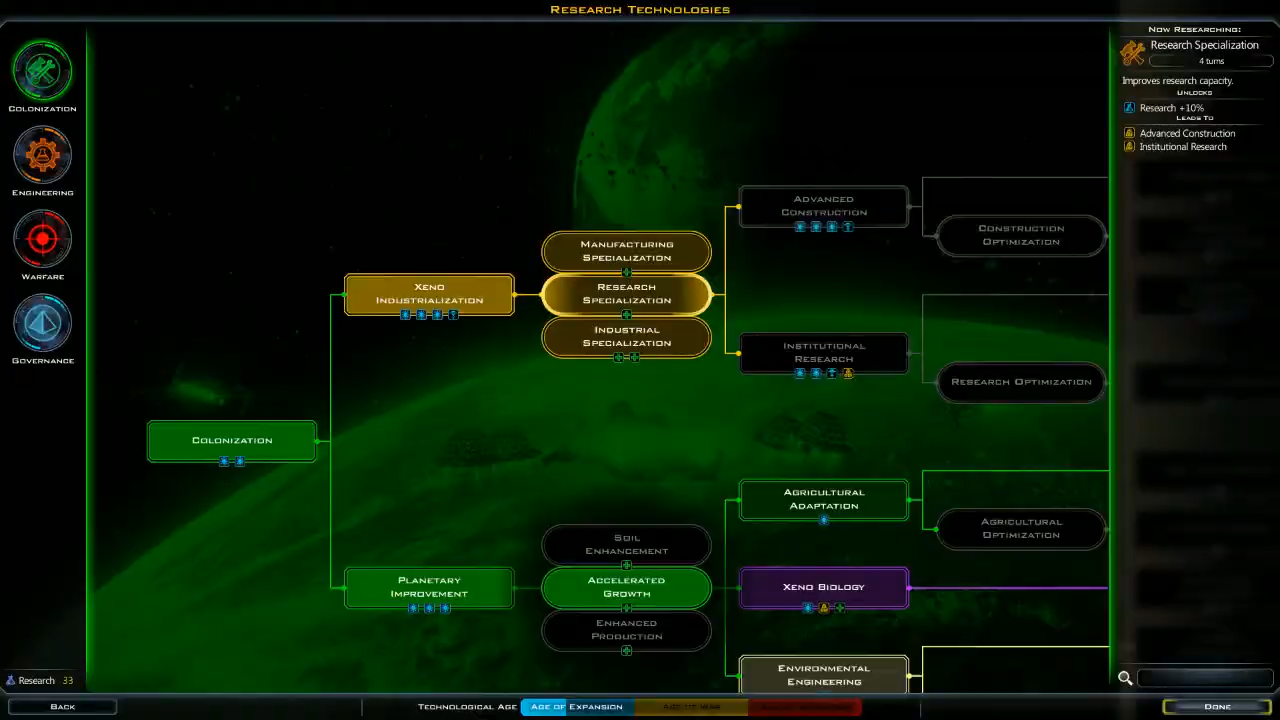 Research Technologies
Colonization
Engineering
Warfare
Governance
Now Researching:
Research Specialization
4 turns
Improves research capacity.
Unlocks
Research +10%
Leads To
Advanced Construction
Institutional Research
Advanced
Construction
Construction
Optimization
Manufacturing
Specialization
Xeno
Industrialization
Research
Specialization
Industrial
Specialization
Institutional
Research
Research Optimization
Colonization
Agricultural
Adaptation
Agricultural
Optimization
Soil
Enhancement
Planetary
Improvement
Accelerated
Growth
Xeno Biology
Enhanced
Production
Environmental
Engineering
Research 33
Back
Technological Age
Age of Expansion
Age of War
Done